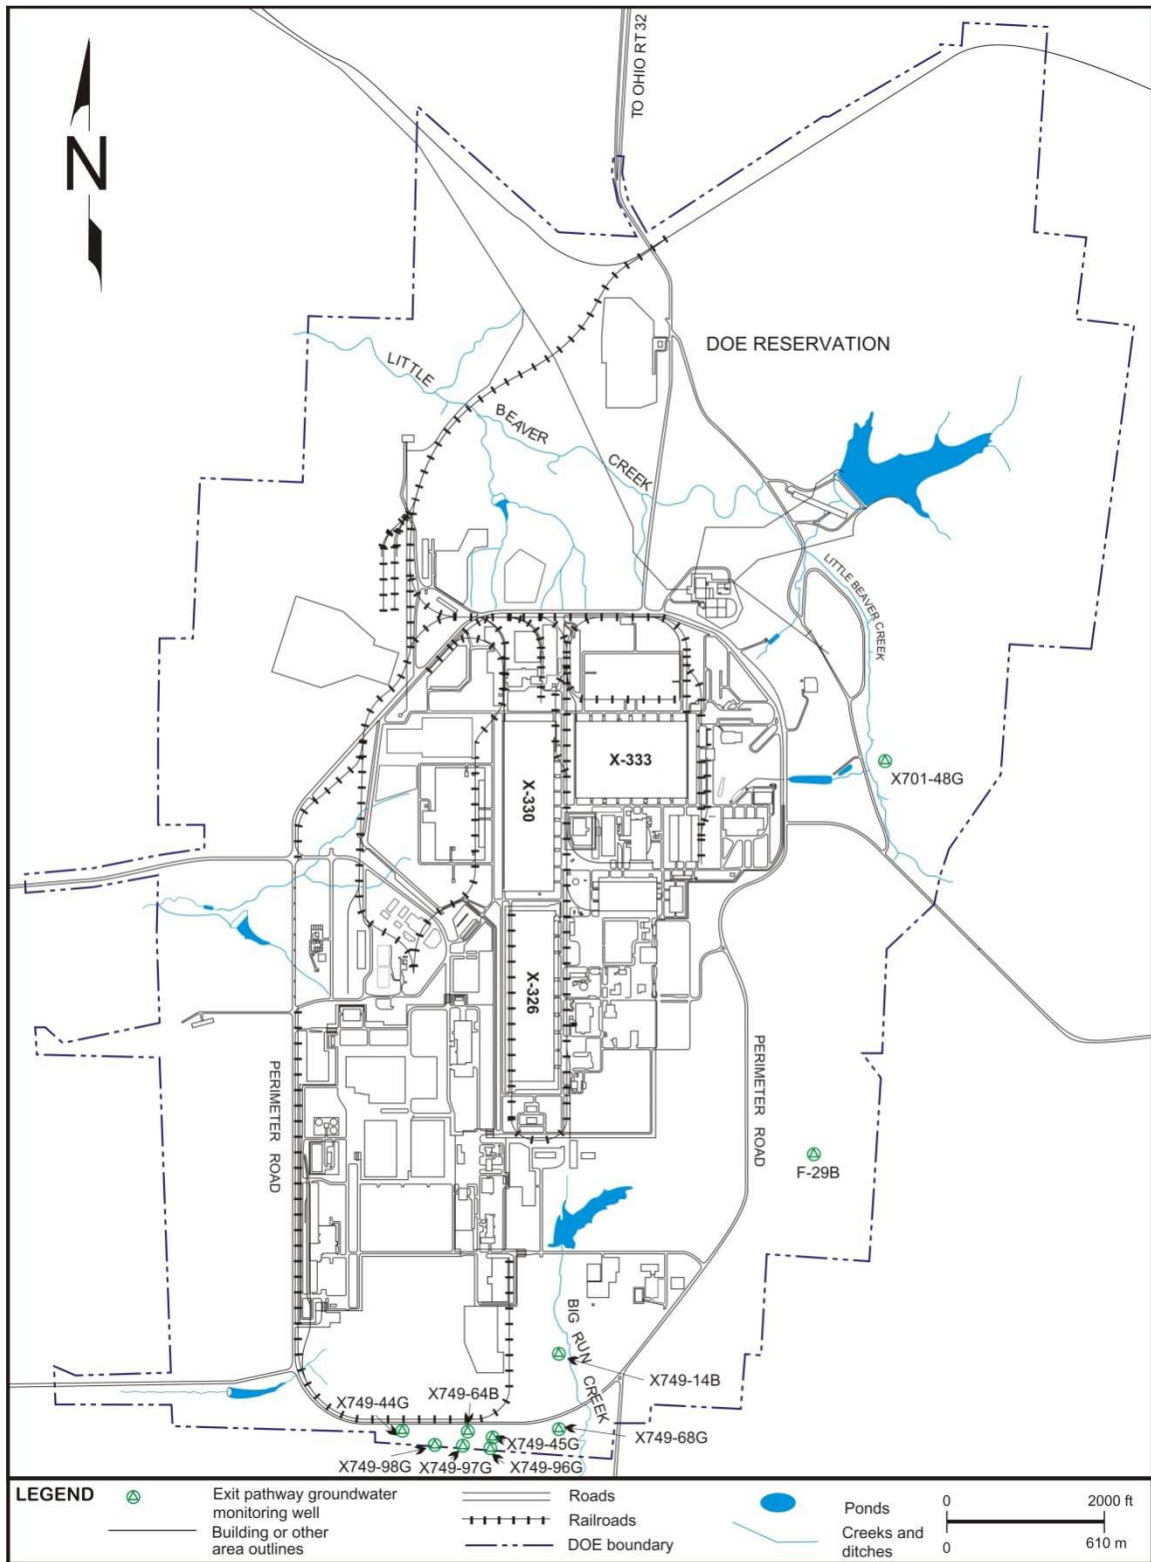 TO OHIO RT32
N
DOE RESERVATION
LITTLE
BEAVER
CREEK
LITTLE BEAVER CREEK
X-330
X-333
X701-48G
X-326
PERIMETER ROAD
PERIMETER ROAD
F-29B
BIG RUN
CREEK
X749-14B
X749-64B
X749-44G
X749-68G
X749-45G
X749-98G
X749-97G
X749-96G
LEGEND
Exit pathway groundwater
monitoring well
Building or other
area outlines
Roads
Railroads
DOE boundary
Ponds
Creeks and
ditches
0 2000 ft
0 610 m